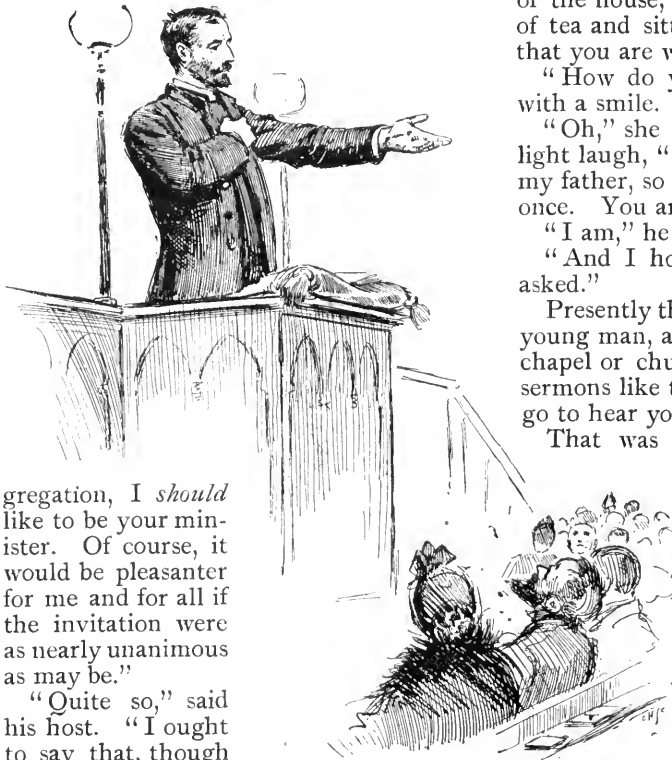 gregation, I should
like to be your min-
ister. Of course, it
would be pleasanter
for me and for all if
the invitation were
as nearly unanimous
as may be."
"Quite so," said
his host. "I ought
to say that, though
of the house,
of tea and sitt
that you are w
"How do y
with a smile.
"Oh," she
light laugh, "
my father, so
once. You ar
"I am," he
"And I ho
asked."
Presently th
young man, a
chapel or chu
sermons like t
go to hear yo
That was